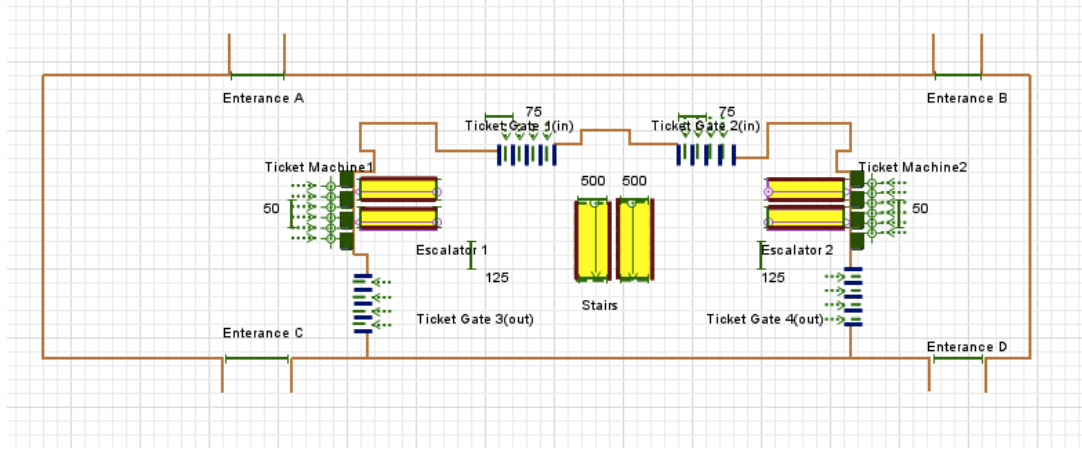 Enterance A
Enterance B
75
75
Ticket Gate 1(in)
Ticket Gate 2(in)
Ticket Machine1
Ticket Machine2
500
500
50
50
Escalator 1
Escalator 2
125
125
Stairs
Ticket Gate 3(out)
Ticket Gate 4(out)
Enterance C
Enterance D